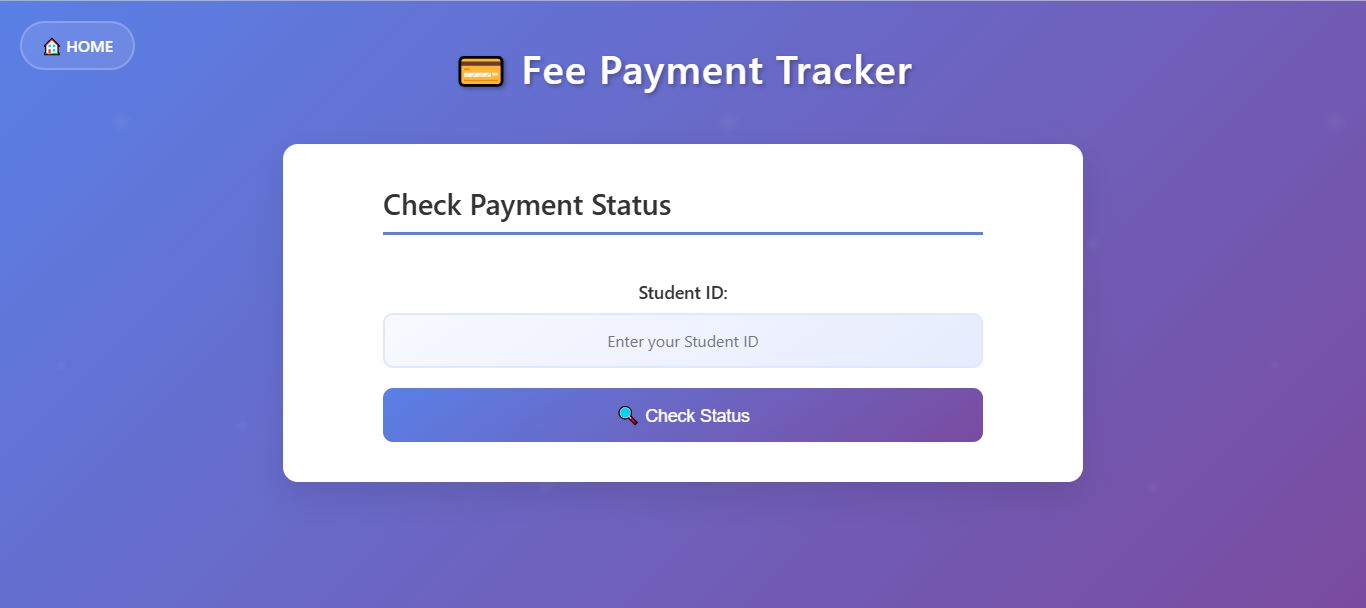 🏠 HOME
💳 Fee Payment Tracker
Check Payment Status
Student ID:
Enter your Student ID
🔍 Check Status